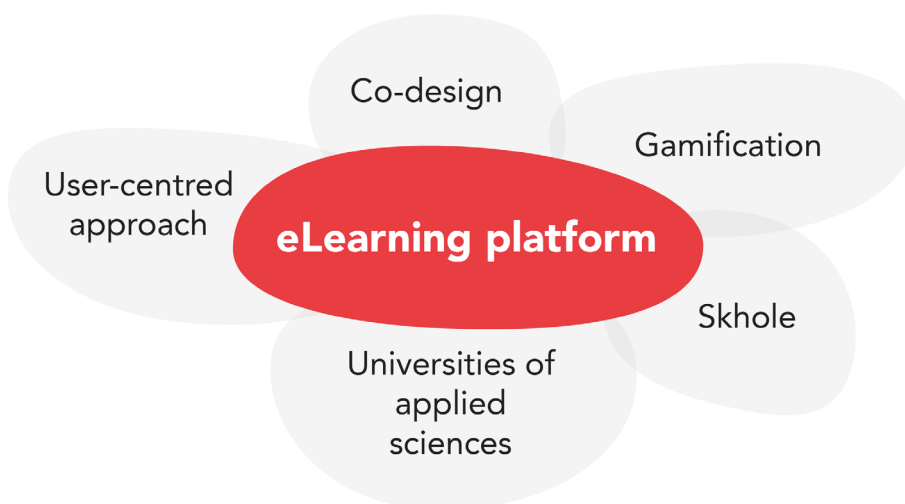 Co-design
Gamification
User-centred
approach
eLearning platform
Skhole
Universities of
applied
sciences